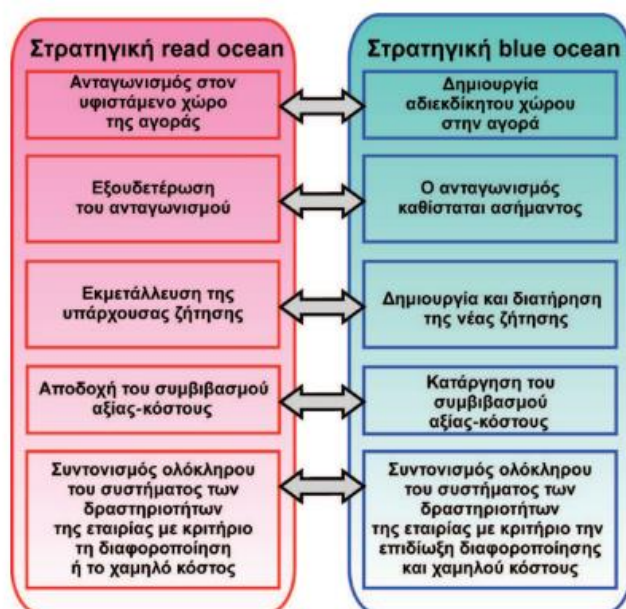 Στρατηγική read ocean
Ανταγωνισμός στον
υφιστάμενο χώρο
της αγοράς
Εξουδετέρωση
του ανταγωνισμού
Εκμετάλλευση της
υπάρχουσας ζήτησης
Αποδοχή του συμβιβασμού
αξίας-κόστους
Συντονισμός ολόκληρου
του συστήματος των
δραστηριοτήτων
της εταιρίας με κριτήριο
τη διαφοροποίηση
ή το χαμηλό κόστος
Στρατηγική blue ocean
Δημιουργία
αδιεκδίκητου χώρου
στην αγορά
Ο ανταγωνισμός
καθίσταται ασήμαντος
Δημιουργία και διατήρηση
της νέας ζήτησης
Κατάργηση του
συμβιβασμού
αξίας-κόστους
Συντονισμός ολόκληρου
του συστήματος των
δραστηριοτήτων
της εταιρίας με κριτήριο την
επιδίωξη διαφοροποίησης
και χαμηλού κόστους